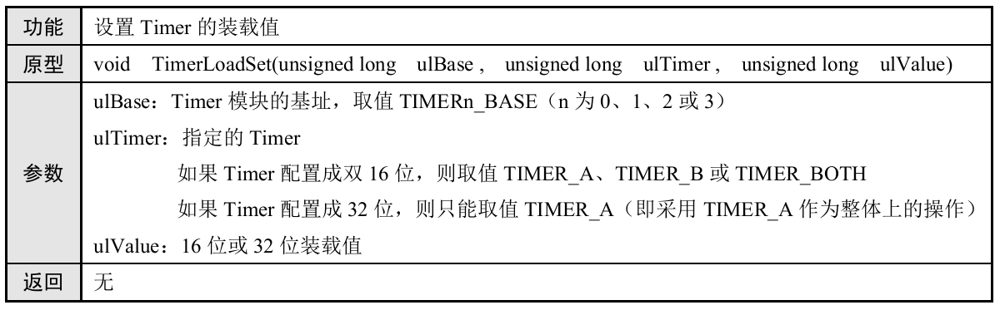 功能 设置 Timer 的装载值
原型 void TimerLoadSet(unsigned long ulBase , unsigned long ulTimer , unsigned long ulValue)
参数 ulBase：Timer 模块的基址，取值 TIMERn_BASE（n 为 0、1、2 或 3）
ulTimer：指定的 Timer
如果 Timer 配置成双 16 位，则取值 TIMER_A、TIMER_B 或 TIMER_BOTH
如果 Timer 配置成 32 位，则只能取值 TIMER_A（即采用 TIMER_A 作为整体上的操作）
ulValue：16 位或 32 位装载值
返回 无